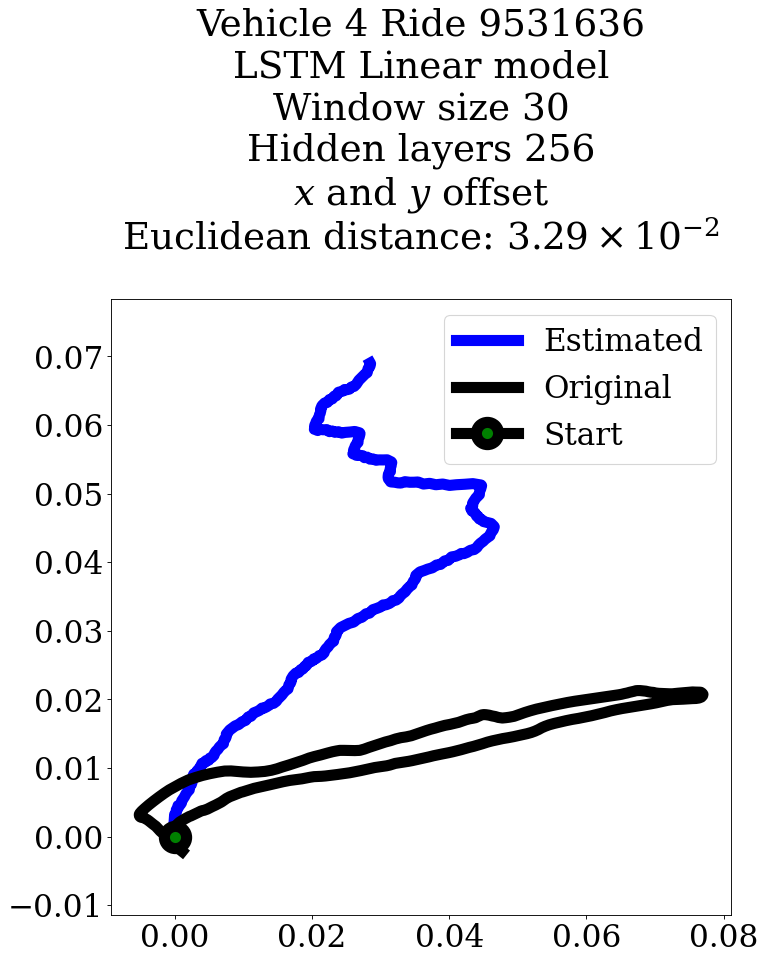 Vehicle 4 Ride 9531636
LSTM Linear model
Window size 30
Hidden layers 256
x and y offset
Euclidean distance: 3.29 × 10⁻²
Estimated
Original
Start
0.07
0.06
0.05
0.04
0.03
0.02
0.01
0.00
−0.01
0.00 0.02 0.04 0.06 0.08